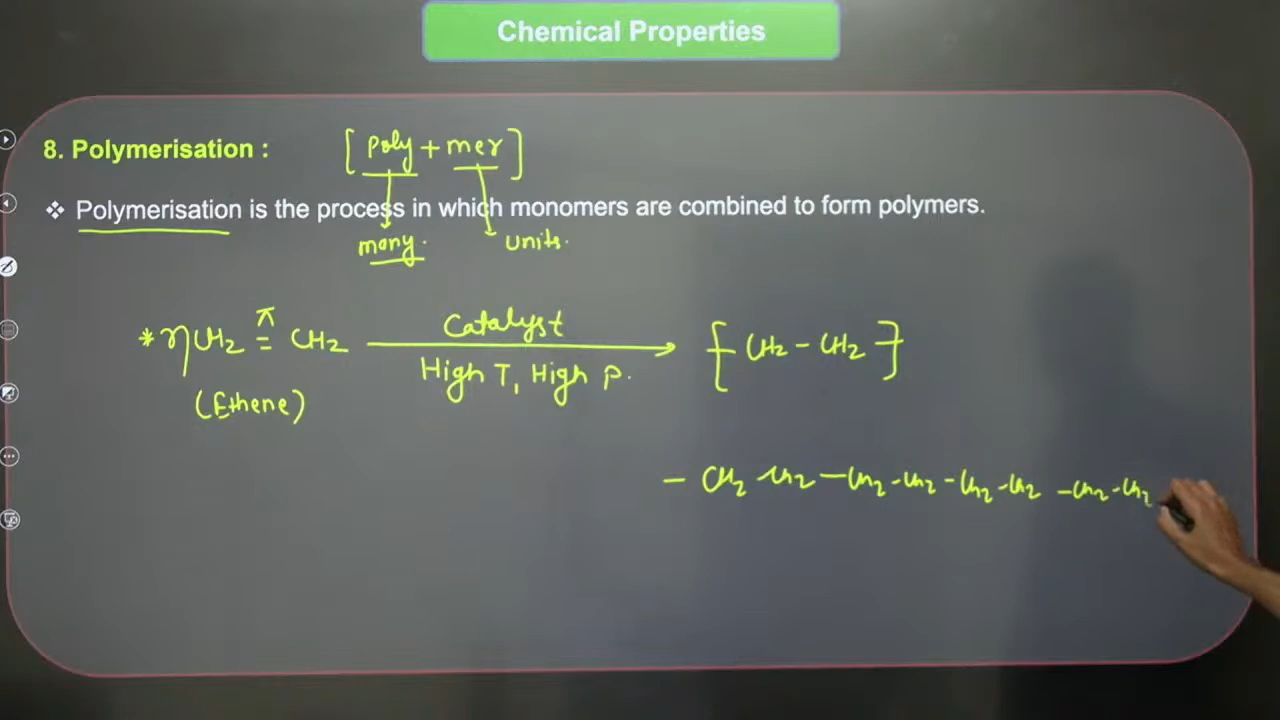 Chemical Properties
8. Polymerisation : [Poly + mer]
❖ Polymerisation is the process in which monomers are combined to form polymers.
many. units.
* ηCH₂ = CH₂ π Catalyst [CH₂ - CH₂]
High T, High P.
(Ethene)
- CH₂ CH₂ - CH₂ - CH₂ - CH₂ - CH₂ - CH₂ - CH₂